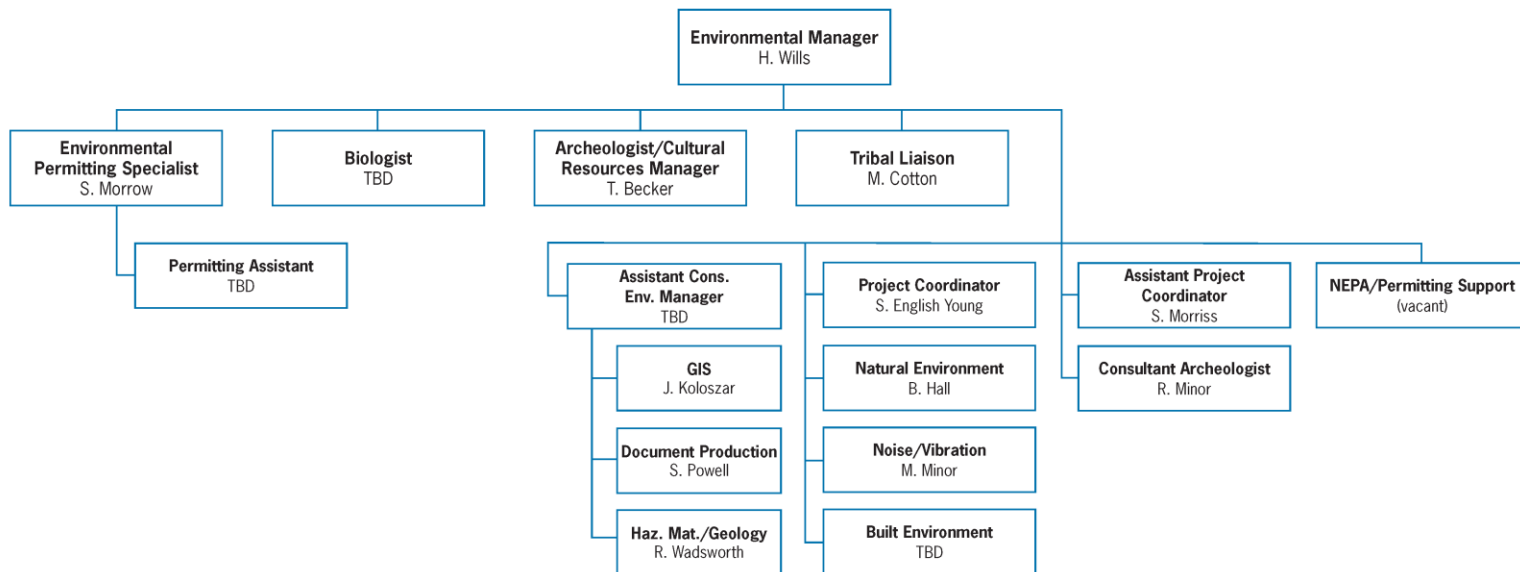 Environmental Manager
H. Wills
Environmental
Permitting Specialist
S. Morrow
Biologist
TBD
Archeologist/Cultural
Resources Manager
T. Becker
Tribal Liaison
M. Cotton
Permitting Assistant
TBD
Assistant Cons.
Env. Manager
TBD
Project Coordinator
S. English Young
Assistant Project
Coordinator
S. Morriss
NEPA/Permitting Support
(vacant)
GIS
J. Koloszar
Natural Environment
B. Hall
Consultant Archeologist
R. Minor
Document Production
S. Powell
Noise/Vibration
M. Minor
Haz. Mat./Geology
R. Wadsworth
Built Environment
TBD